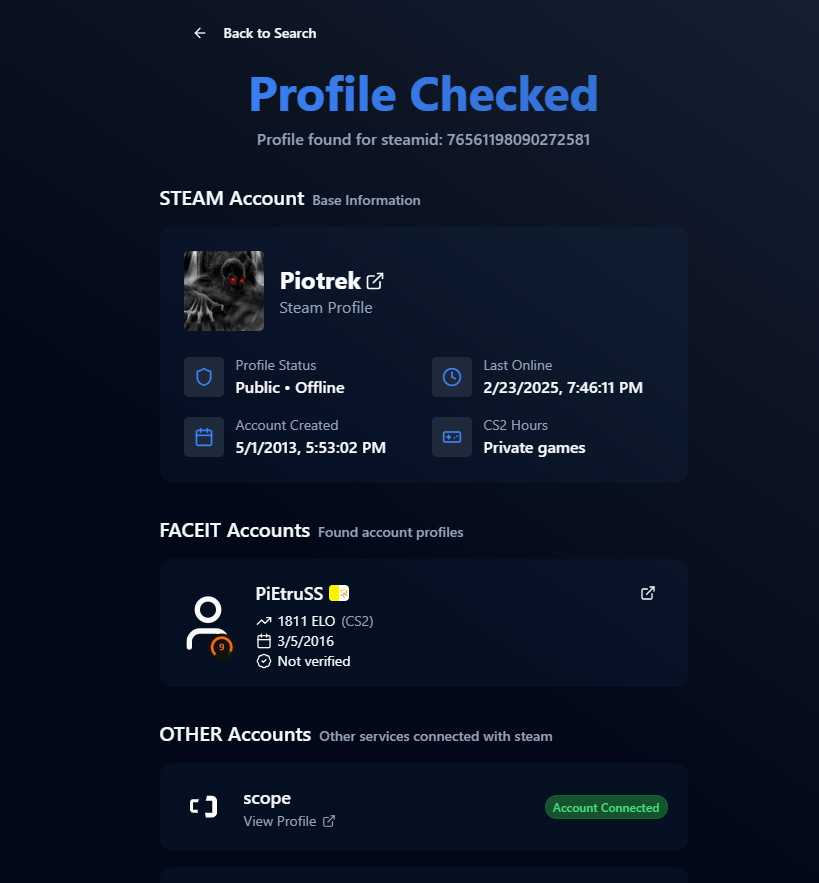 Back to Search
Profile Checked
Profile found for steamid: 76561198090272581
STEAM Account Base Information
Piotrek
Steam Profile
Profile Status
Public • Offline
Last Online
2/23/2025, 7:46:11 PM
Account Created
5/1/2013, 5:53:02 PM
CS2 Hours
Private games
FACEIT Accounts Found account profiles
PiEtruSS
1811 ELO (CS2)
3/5/2016
9
Not verified
OTHER Accounts Other services connected with steam
scope
View Profile
Account Connected